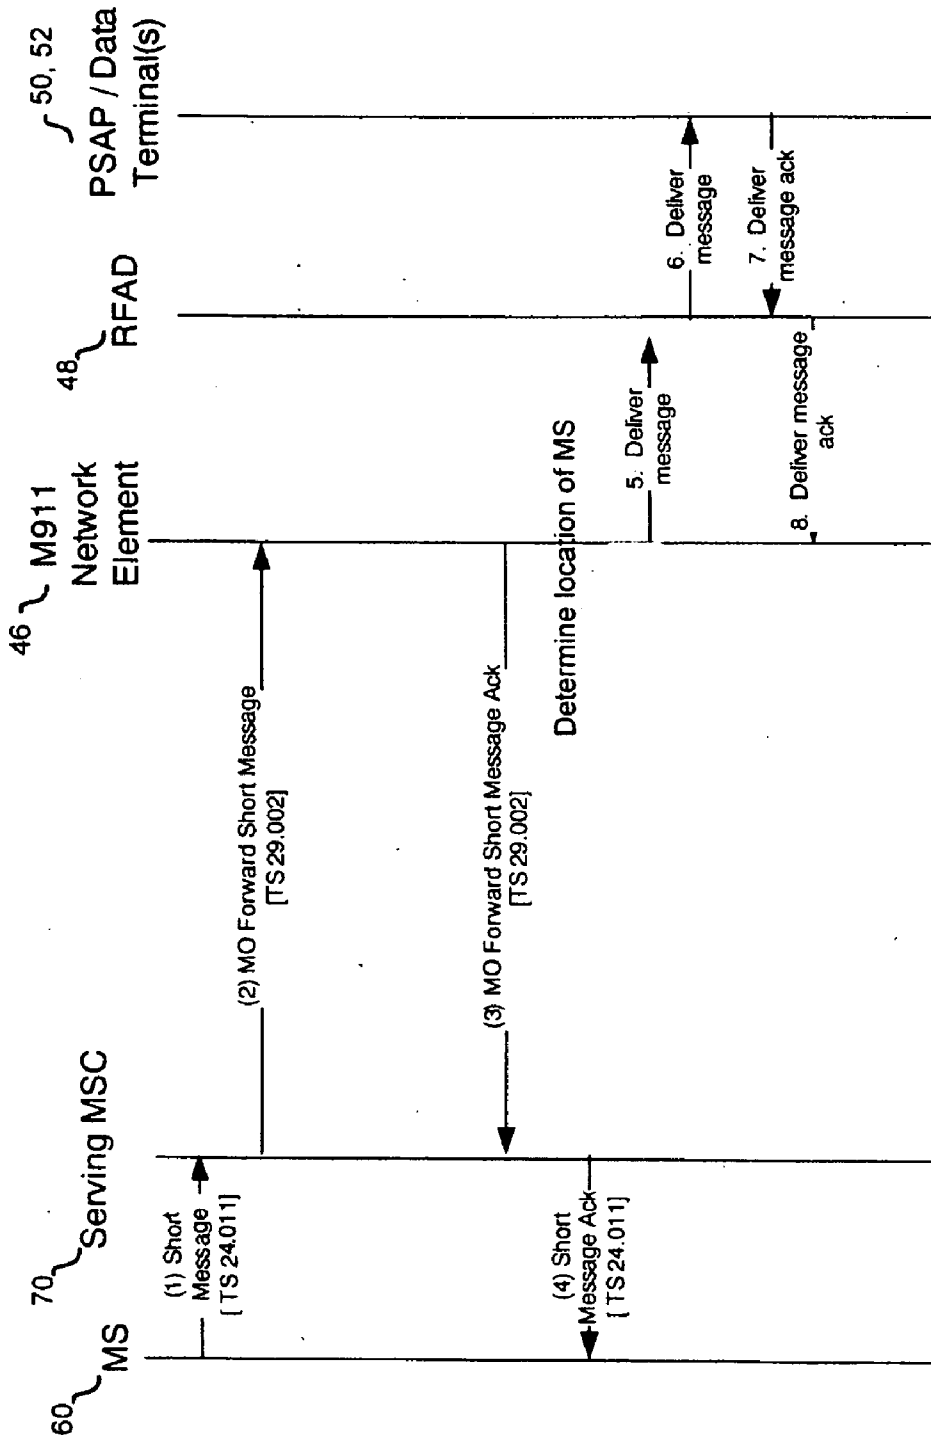 60
MS
70
Serving MSC
46
M911
Network
Element
48
RFAD
50, 52
PSAP / Data
Terminal(s)
(1) Short
Message
[ TS 24.011]
(2) MO Forward Short Message
[TS 29.002]
(3) MO Forward Short Message Ack
[TS 29.002]
(4) Short
Message Ack
[ TS 24.011]
Determine location of MS
5. Deliver
message
6. Deliver
message
7. Deliver
message ack
8. Deliver message
ack